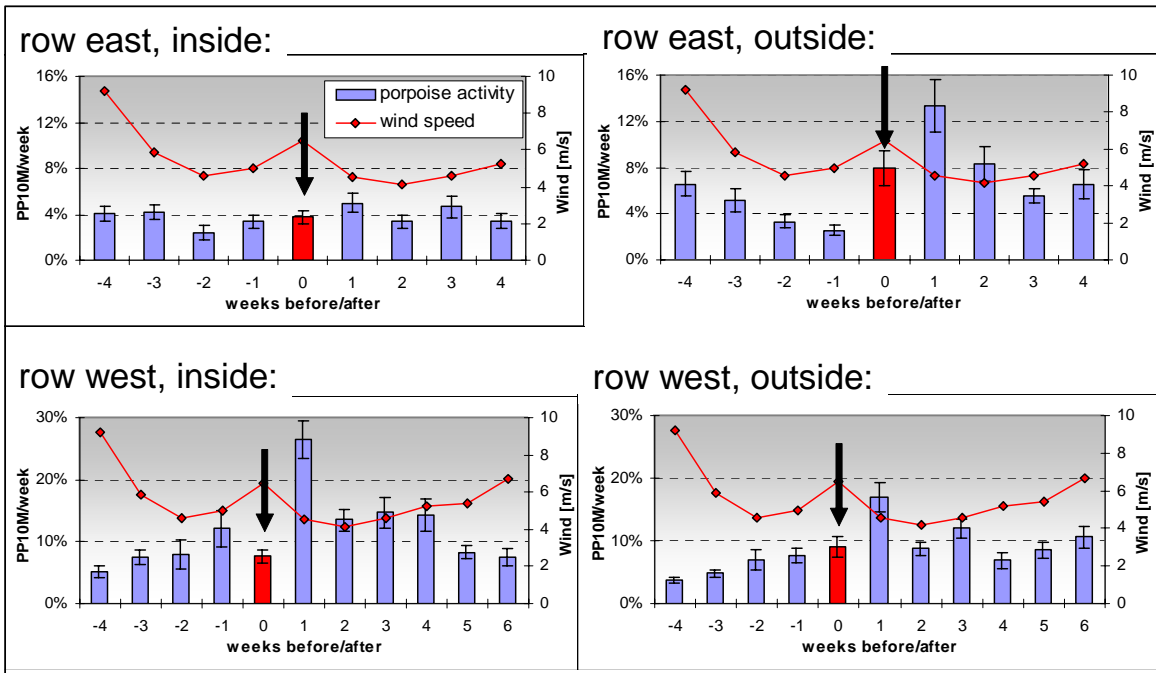 row east, inside:
16%
12%
8%
4%
0%
PP10M/week
porpoise activity
wind speed
10
8
6
4
2
0
Wind [m/s]
-4 -3 -2 -1 0 1 2 3 4
weeks before/after
row east, outside:
16%
12%
8%
4%
0%
PP10M/week
10
8
6
4
2
0
Wind [m/s]
-4 -3 -2 -1 0 1 2 3 4
weeks before/after
row west, inside:
30%
20%
10%
0%
PP10M/week
10
8
6
4
2
0
Wind [m/s]
-4 -3 -2 -1 0 1 2 3 4 5 6
weeks before/after
row west, outside:
30%
20%
10%
0%
PP10M/week
10
8
6
4
2
0
Wind [m/s]
-4 -3 -2 -1 0 1 2 3 4 5 6
weeks before/after